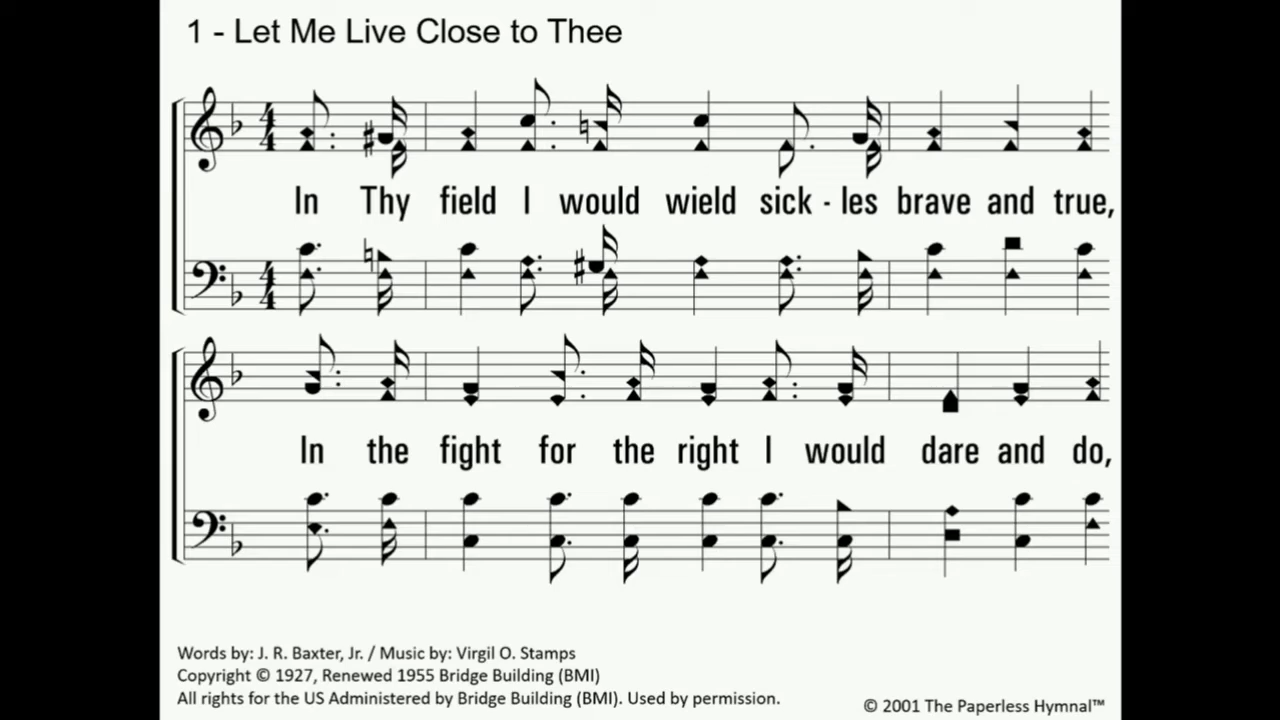 1 - Let Me Live Close to Thee
In Thy field I would wield sick - les brave and true,
In the fight for the right I would dare and do,
Words by: J. R. Baxter, Jr. / Music by: Virgil O. Stamps
Copyright © 1927, Renewed 1955 Bridge Building (BMI)
All rights for the US Administered by Bridge Building (BMI). Used by permission.
© 2001 The Paperless Hymnal™